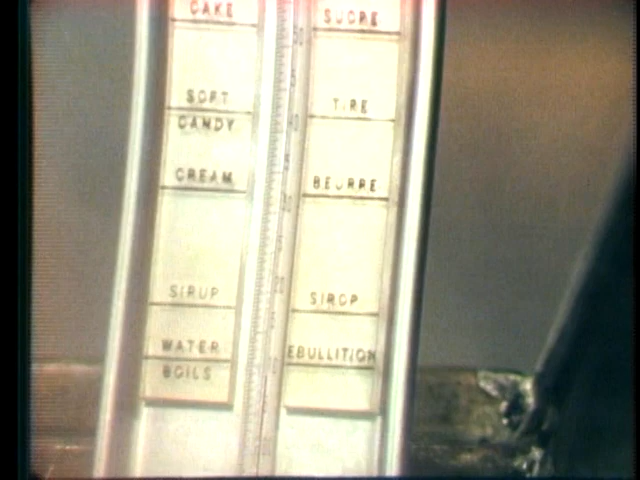 CAKE
SOFT
CANDY
CREAM
SIRUP
WATER
BOILS
SUCRE
TIRE
BEURRE
SIROP
EBULLITION